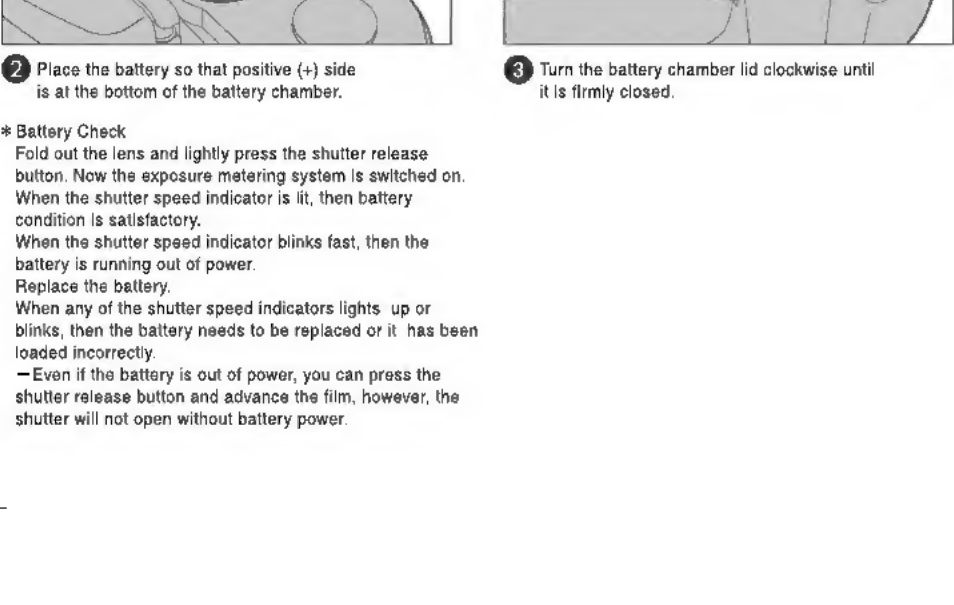 2 Place the battery so that positive (+) side
is at the bottom of the battery chamber.
* Battery Check
Fold out the lens and lightly press the shutter release
button. Now the exposure metering system is switched on.
When the shutter speed indicator is lit, then battery
condition is satisfactory.
When the shutter speed indicator blinks fast, then the
battery is running out of power.
Replace the battery.
When any of the shutter speed indicators lights up or
blinks, then the battery needs to be replaced or it has been
loaded incorrectly.
—Even if the battery is out of power, you can press the
shutter release button and advance the film, however, the
shutter will not open without battery power.
3 Turn the battery chamber lid clockwise until
it is firmly closed.